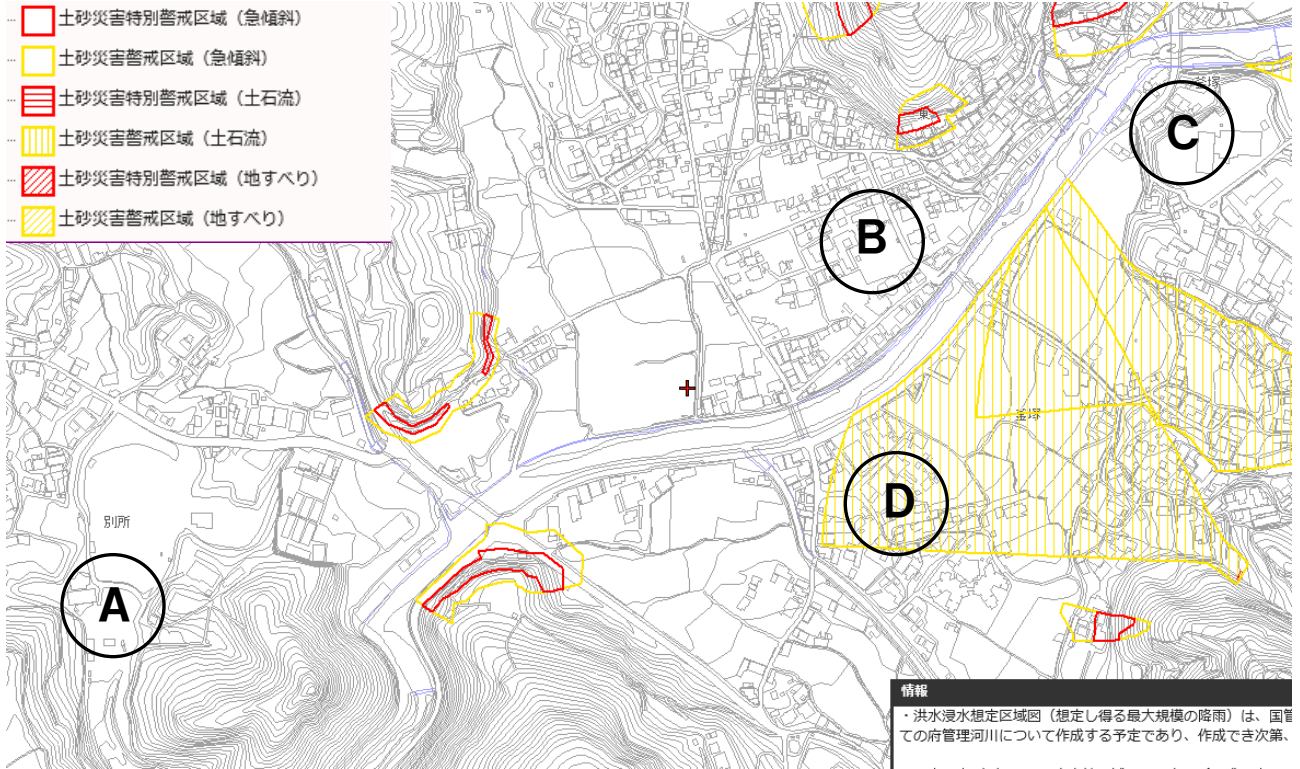 土砂災害特別警戒区域（急傾斜）
土砂災害警戒区域（急傾斜）
土砂災害特別警戒区域（土石流）
土砂災害警戒区域（土石流）
土砂災害特別警戒区域（地すべり）
土砂災害警戒区域（地すべり）
釜塚
C
東
B
釜塚
D
別所
A
情報
・洪水浸水想定区域図（想定し得る最大規模の降雨）は、国管
ての府管理河川について作成する予定であり、作成でき次第、